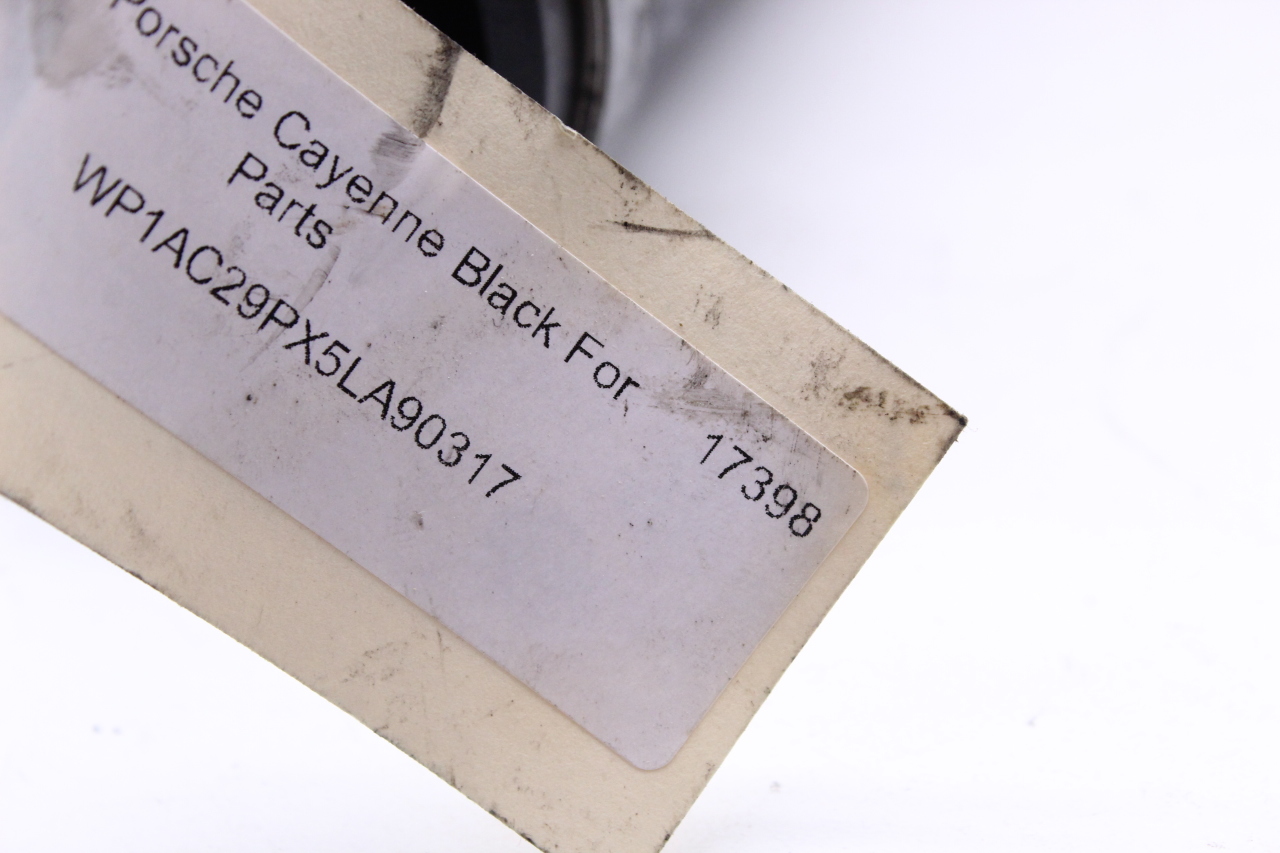 Porsche Cayenne Black For
Parts
WP1AC29PX5LA90317
17398